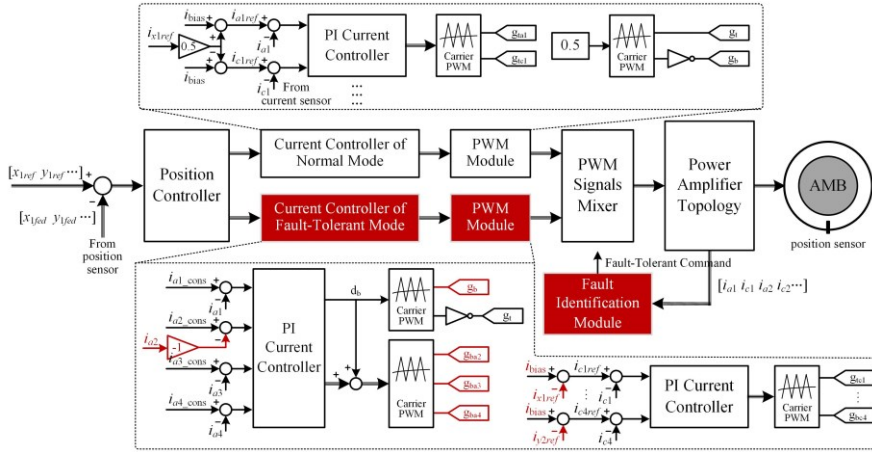 i_x1ref
0.5
i_bias
i_a1ref
i_a1
i_c1ref
i_bias
i_c1
From
current sensor
PI Current
Controller
Carrier
PWM
g_ta1
g_tc1
0.5
Carrier
PWM
g_t
g_b
[x_1ref y_1ref ···]
[x_1fed y_1fed ···]
From
position
sensor
Position
Controller
Current Controller of
Normal Mode
PWM
Module
Current Controller of
Fault-Tolerant Mode
PWM
Module
PWM
Signals
Mixer
Power
Amplifier
Topology
AMB
position sensor
Fault-Tolerant Command
Fault
Identification
Module
[i_a1 i_c1 i_a2 i_c2···]
i_a1_cons
i_a1
i_a2_cons
i_a2
-1
i_a3_cons
i_a3
i_a4_cons
i_a4
PI
Current
Controller
d_b
Carrier
PWM
g_b
g_t
Carrier
PWM
g_ba2
g_ba3
g_ba4
i_bias
i_x1ref
i_c1ref
i_c1
i_bias
i_y2ref
i_c4ref
i_c4
PI Current
Controller
Carrier
PWM
g_tc1
g_bc4